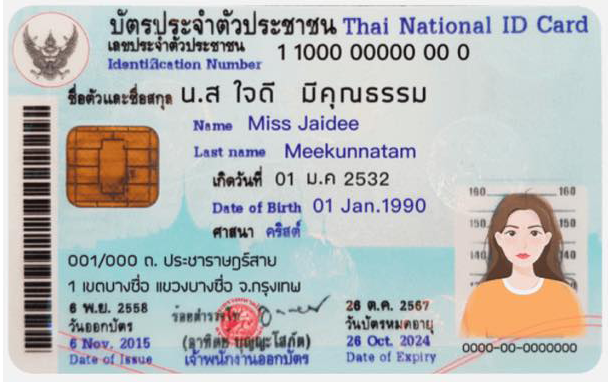 บัตรประจำตัวประชาชน Thai National ID Card
เลขประจำตัวประชาชน 1 1000 00000 00 0
Identification Number
ชื่อตัวและชื่อสกุล น.ส ใจดี มีคุณธรรม
Name Miss Jaidee
Last name Meekunnatam
เกิดวันที่ 01 ม.ค 2532
Date of Birth 01 Jan.1990
ศาสนา คริสต์
160 160
150 150
001/000 ถ. ประชาราษฎร์สาย
1 เขตบางซื่อ แขวงบางซื่อ จ.กรุงเทพ
6 พ.ย. 2558
วันออกบัตร
6 Nov. 2015
Date of Issue
เจ้าพนักงานออกบัตร
26 ต.ค. 2567
วันบัตรหมดอายุ
26 Oct. 2024
Date of Expiry
0000-00-0000000